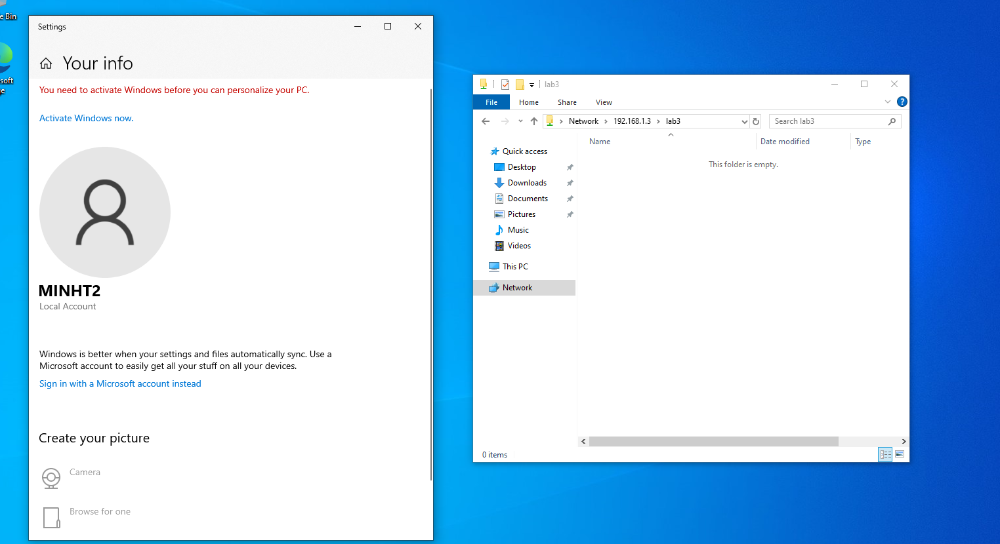 e Bin
soft
e
Settings
Your info
You need to activate Windows before you can personalize your PC.
Activate Windows now.
MINHT2
Local Account
Windows is better when your settings and files automatically sync. Use a
Microsoft account to easily get all your stuff on all your devices.
Sign in with a Microsoft account instead
Create your picture
Camera
Browse for one
lab3
File Home Share View
Network 192.168.1.3 lab3
Search lab3
Name Date modified Type
This folder is empty.
Quick access
Desktop
Downloads
Documents
Pictures
Music
Videos
This PC
Network
0 items